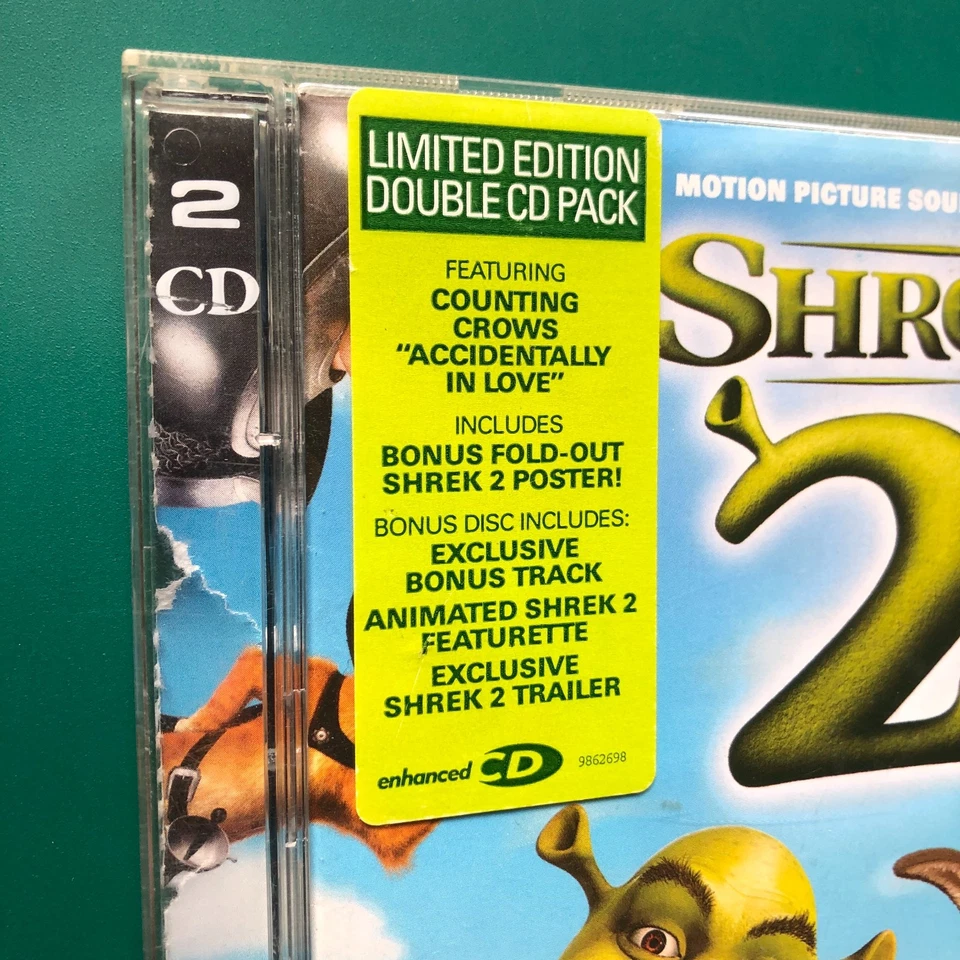 2
CD
LIMITED EDITION
DOUBLE CD PACK
FEATURING
COUNTING
CROWS
“ACCIDENTALLY
IN LOVE”
INCLUDES
BONUS FOLD-OUT
SHREK 2 POSTER!
BONUS DISC INCLUDES:
EXCLUSIVE
BONUS TRACK
ANIMATED SHREK 2
FEATURETTE
EXCLUSIVE
SHREK 2 TRAILER
enhanced CD 9862698
MOTION PICTURE SOU
SHRE
2